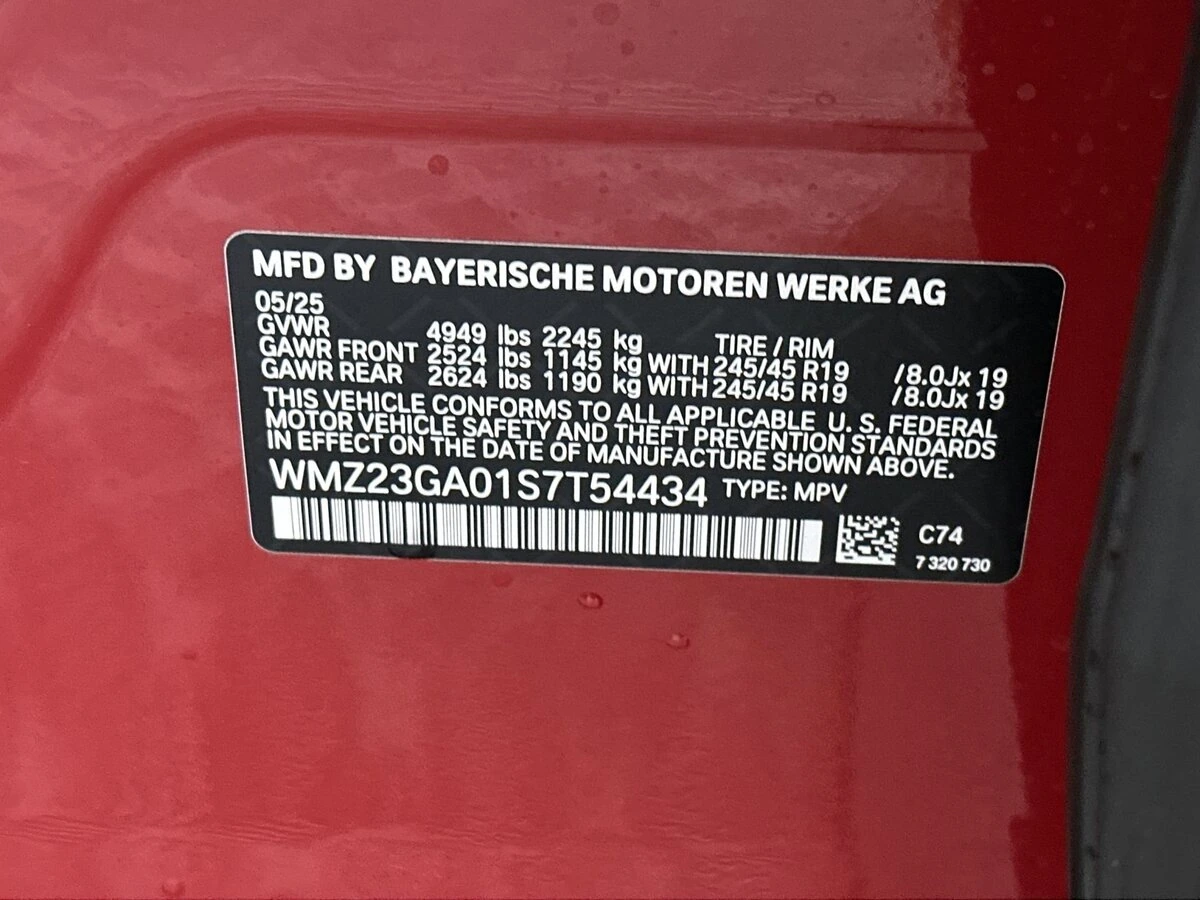 MFD BY BAYERISCHE MOTOREN WERKE AG
05/25
GVWR 4949 lbs 2245 kg TIRE / RIM
GAWR FRONT 2524 lbs 1145 kg WITH 245/45 R19 /8.0Jx 19
GAWR REAR 2624 lbs 1190 kg WITH 245/45 R19 /8.0Jx 19
THIS VEHICLE CONFORMS TO ALL APPLICABLE U. S. FEDERAL
MOTOR VEHICLE SAFETY AND THEFT PREVENTION STANDARDS
IN EFFECT ON THE DATE OF MANUFACTURE SHOWN ABOVE.
WMZ23GA01S7T54434 TYPE: MPV
C74
7 320 730